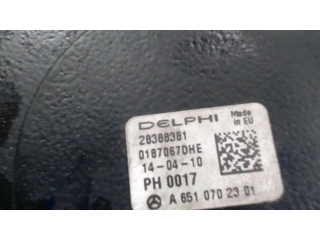 DELPHI
Made in EU
28388381
0187067DHE
14-04-10
PH 0017
A 651 070 23 01